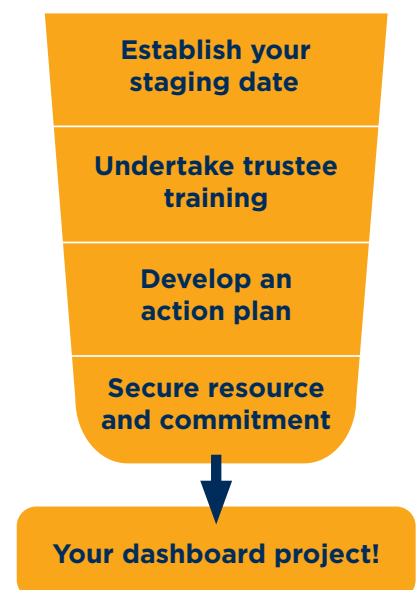 Establish your
staging date
Undertake trustee
training
Develop an
action plan
Secure resource
and commitment
Your dashboard project!